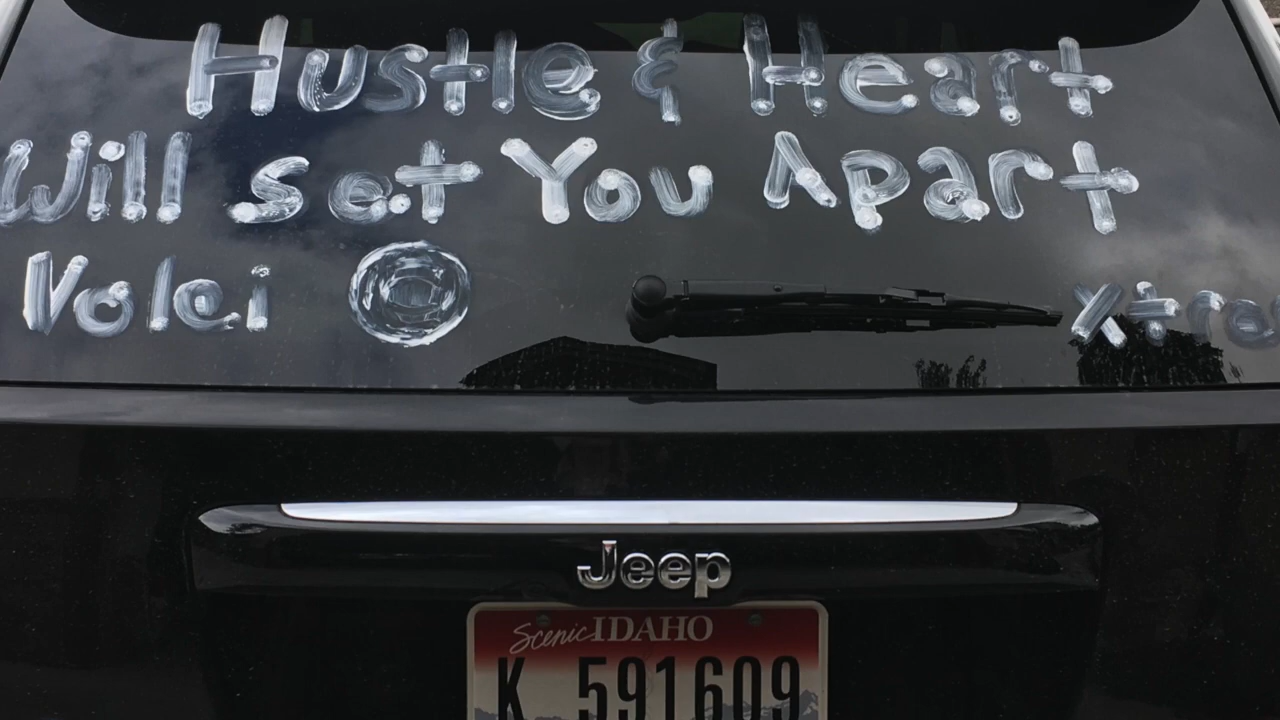 Hustle & Heart
Will set You Apart
Volei
Jeep
Scenic IDAHO
K 591609